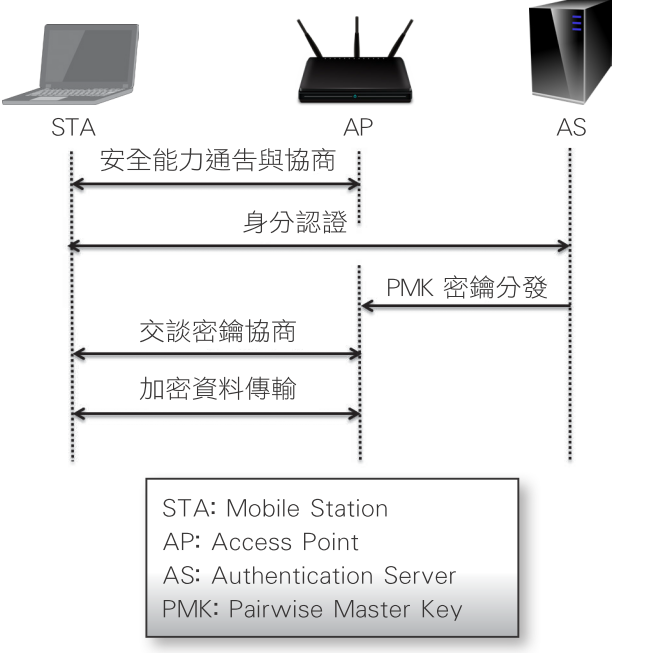 STA AP AS
安全能力通告與協商
身分認證
PMK 密鑰分發
交談密鑰協商
加密資料傳輸
STA: Mobile Station
AP: Access Point
AS: Authentication Server
PMK: Pairwise Master Key